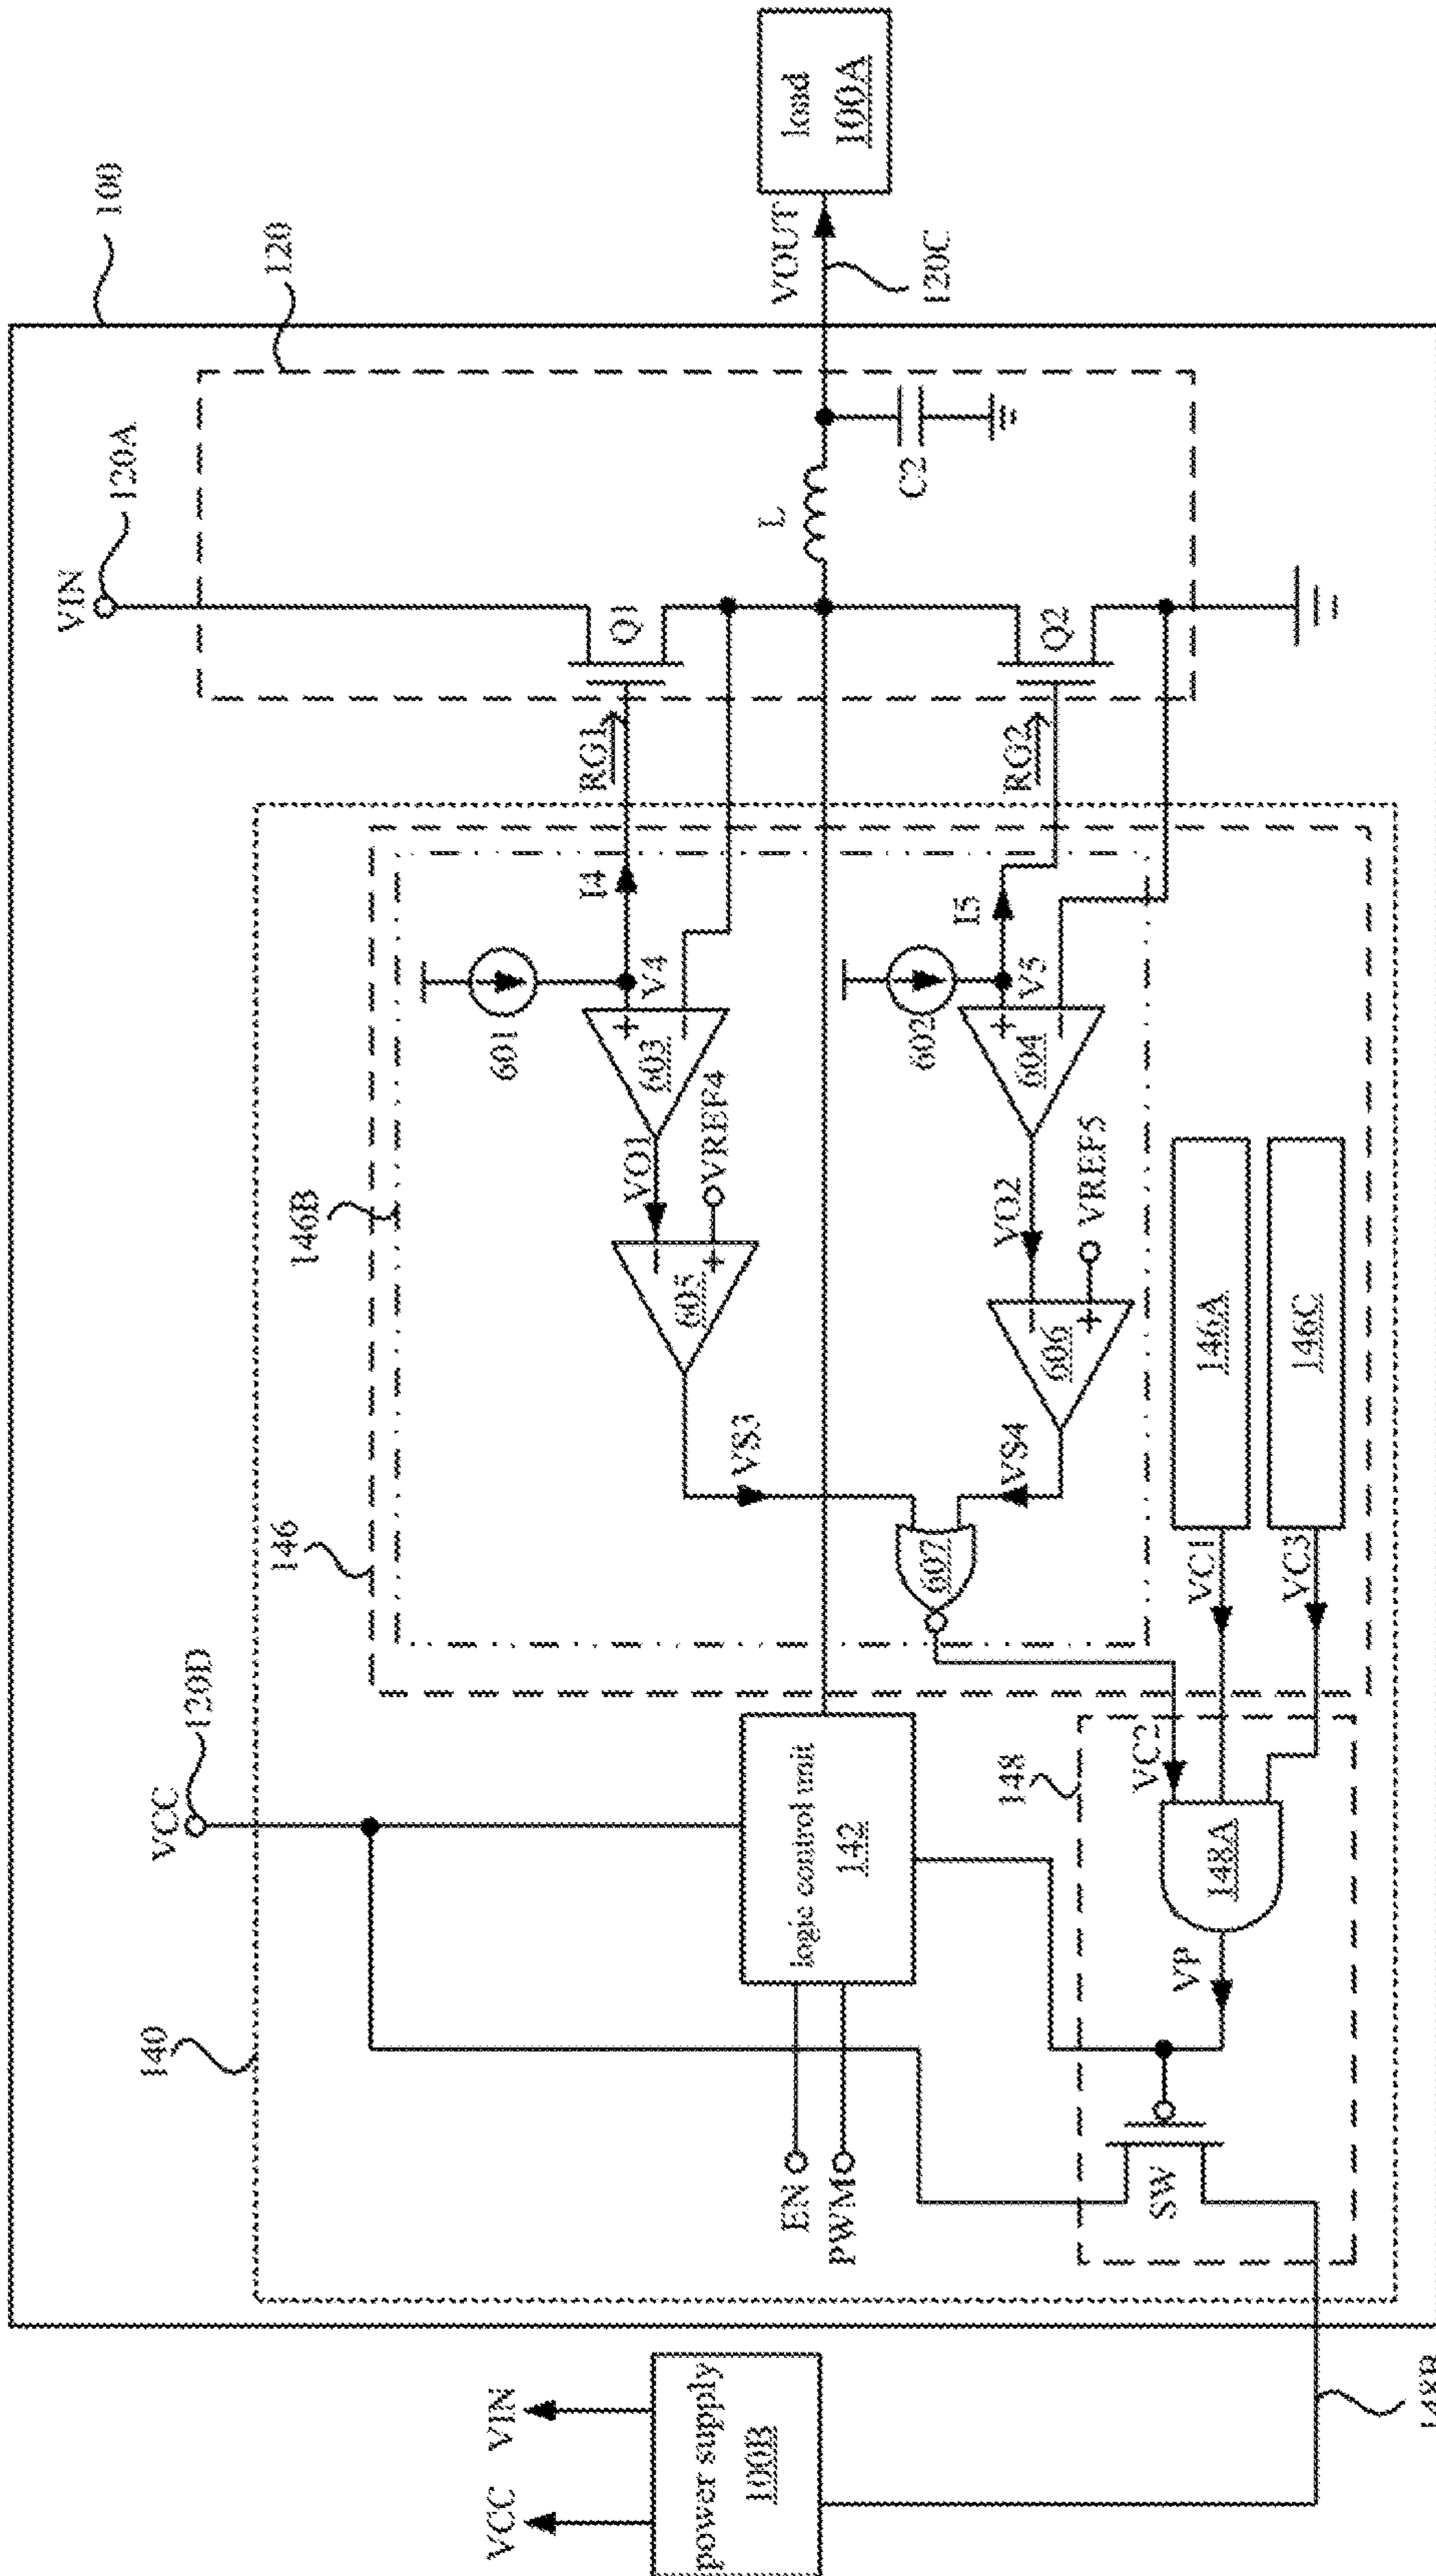 100
120
VIN
120A
load
100A
VOUT
120C
L
C2
Q1
Q2
RG1
RG2
I4
I5
601
602
V4
V5
603
604
VO1
VREF4
VO2
VREF5
605
606
VS3
VS4
607
146B
146
146A
146C
VC1
VC3
VC2
VCC
120D
140
logic control unit
142
EN
PWM
148
148A
VP
SW
VCC
VIN
power supply
100B
148B